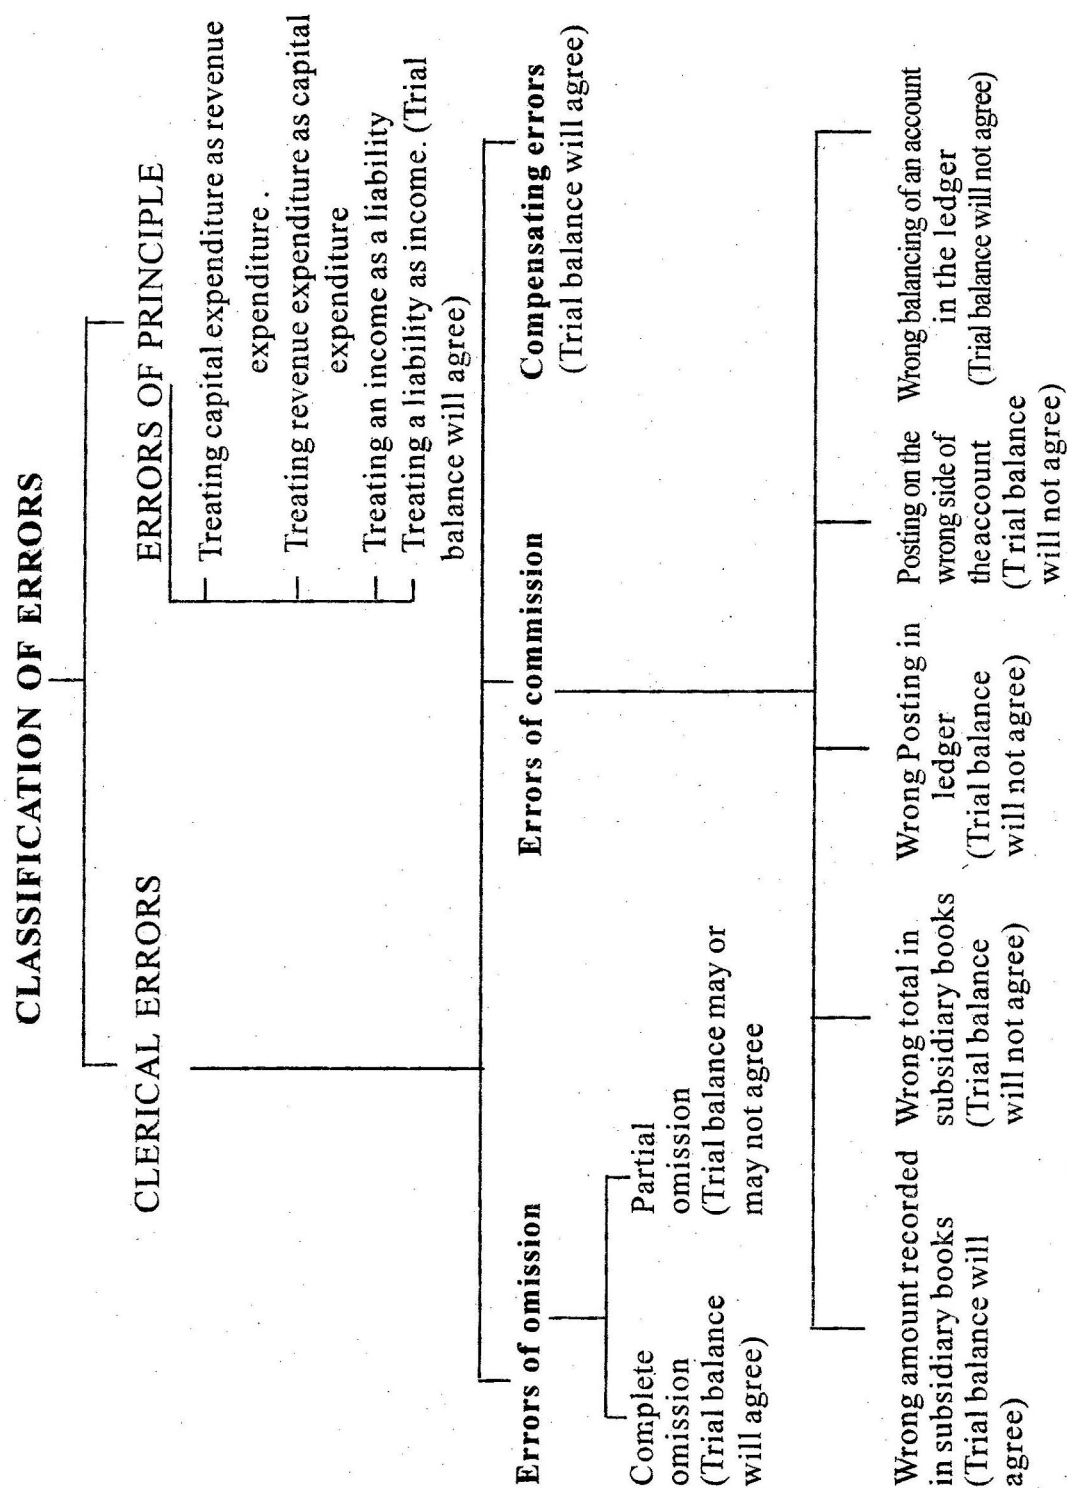 CLASSIFICATION OF ERRORS
CLERICAL ERRORS
ERRORS OF PRINCIPLE
Treating capital expenditure as revenue
expenditure .
Treating revenue expenditure as capital
expenditure
Treating an income as a liability
Treating a liability as income. (Trial
balance will agree)
Errors of omission
Errors of commission
Compensating errors
(Trial balance will agree)
Complete
omission
(Trial balance
will agree)
Partial
omission
(Trial balance may or
may not agree
Wrong amount recorded
in subsidiary books
(Trial balance will
agree)
Wrong total in
subsidiary books
(Trial balance
will not agree)
Wrong Posting in
ledger
(Trial balance
will not agree)
Posting on the
wrong side of
theaccount
(Trial balance
will not agree)
Wrong balancing of an account
in the ledger
(Trial balance will not agree)